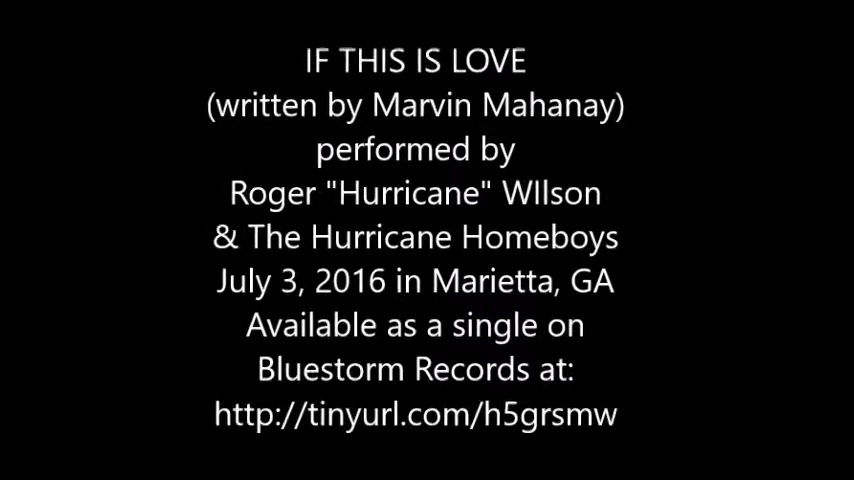 IF THIS IS LOVE
(written by Marvin Mahanay)
performed by
Roger "Hurricane" WIlson
& The Hurricane Homeboys
July 3, 2016 in Marietta, GA
Available as a single on
Bluestorm Records at:
http://tinyurl.com/h5grsmw